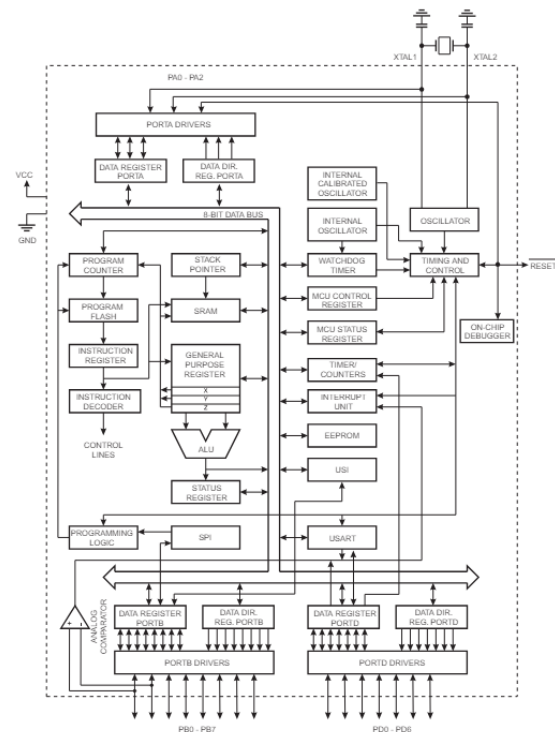 XTAL1
XTAL2
PA0 - PA2
PORTA DRIVERS
DATA REGISTER
PORTA
DATA DIR.
REG. PORTA
VCC
GND
8-BIT DATA BUS
INTERNAL
CALIBRATED
OSCILLATOR
INTERNAL
OSCILLATOR
OSCILLATOR
PROGRAM
COUNTER
STACK
POINTER
WATCHDOG
TIMER
TIMING AND
CONTROL
RESET
PROGRAM
FLASH
SRAM
MCU CONTROL
REGISTER
MCU STATUS
REGISTER
ON-CHIP
DEBUGGER
INSTRUCTION
REGISTER
GENERAL
PURPOSE
REGISTER
X
Y
Z
TIMER/
COUNTERS
INSTRUCTION
DECODER
INTERRUPT
UNIT
CONTROL
LINES
ALU
EEPROM
STATUS
REGISTER
USI
PROGRAMMING
LOGIC
SPI
USART
ANALOG
COMPARATOR
+
-
DATA REGISTER
PORTB
DATA DIR.
REG. PORTB
DATA REGISTER
PORTD
DATA DIR.
REG. PORTD
PORTB DRIVERS
PORTD DRIVERS
PB0 - PB7
PD0 - PD6